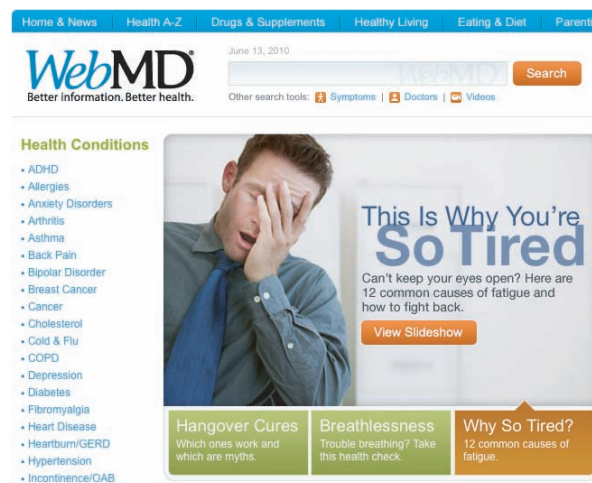 Home & News Health A-Z Drugs & Supplements Healthy Living Eating & Diet
June 13, 2010
WebMD
Better information. Better health.
Search
Other search tools: Symptoms | Doctors | Videos
Health Conditions
• ADHD
• Allergies
• Anxiety Disorders
• Arthritis
• Asthma
• Back Pain
• Bipolar Disorder
• Breast Cancer
• Cancer
• Cholesterol
• Cold & Flu
• COPD
• Depression
• Diabetes
• Fibromyalgia
• Heart Disease
• Heartburn/GERD
• Hypertension
• Incontinence/OAB
This Is Why You're
So Tired
Can't keep your eyes open? Here are
12 common causes of fatigue and
how to fight back.
View Slideshow
Hangover Cures
Which ones work and
which are myths.
Breathlessness
Trouble breathing? Take
this health check.
Why So Tired?
12 common causes of
fatigue.